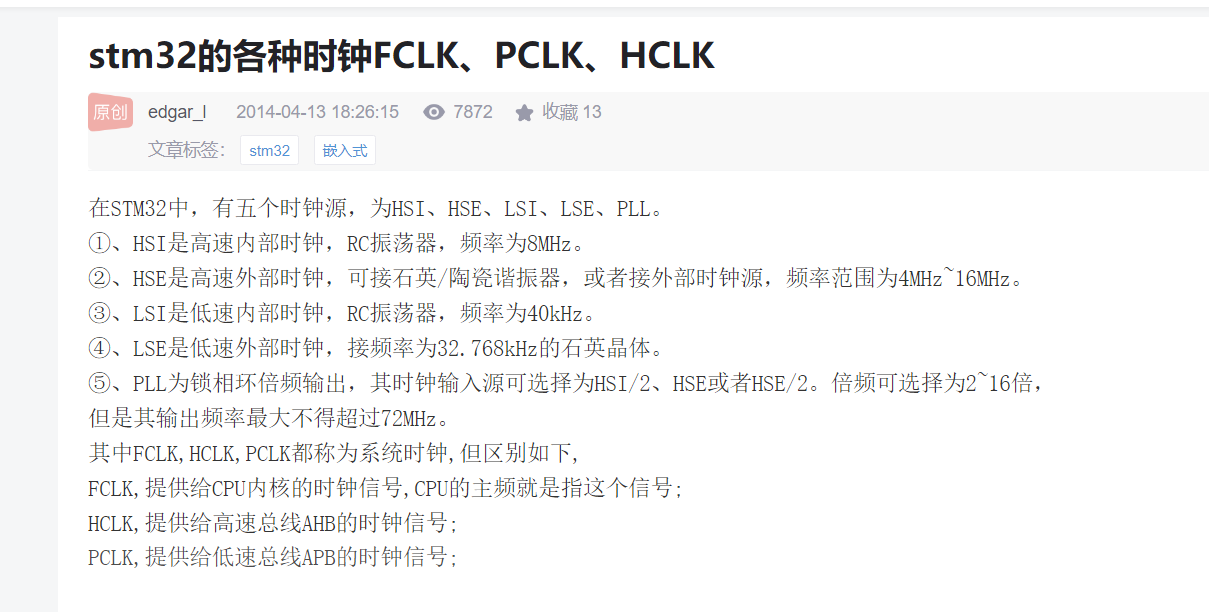 stm32的各种时钟FCLK、PCLK、HCLK
原创 edgar_l 2014-04-13 18:26:15 7872 收藏 13
文章标签： stm32 嵌入式
在STM32中，有五个时钟源，为HSI、HSE、LSI、LSE、PLL。
①、HSI是高速内部时钟，RC振荡器，频率为8MHz。
②、HSE是高速外部时钟，可接石英/陶瓷谐振器，或者接外部时钟源，频率范围为4MHz~16MHz。
③、LSI是低速内部时钟，RC振荡器，频率为40kHz。
④、LSE是低速外部时钟，接频率为32.768kHz的石英晶体。
⑤、PLL为锁相环倍频输出，其时钟输入源可选择为HSI/2、HSE或者HSE/2。倍频可选择为2~16倍，
但是其输出频率最大不得超过72MHz。
其中FCLK,HCLK,PCLK都称为系统时钟,但区别如下,
FCLK,提供给CPU内核的时钟信号,CPU的主频就是指这个信号;
HCLK,提供给高速总线AHB的时钟信号;
PCLK,提供给低速总线APB的时钟信号;